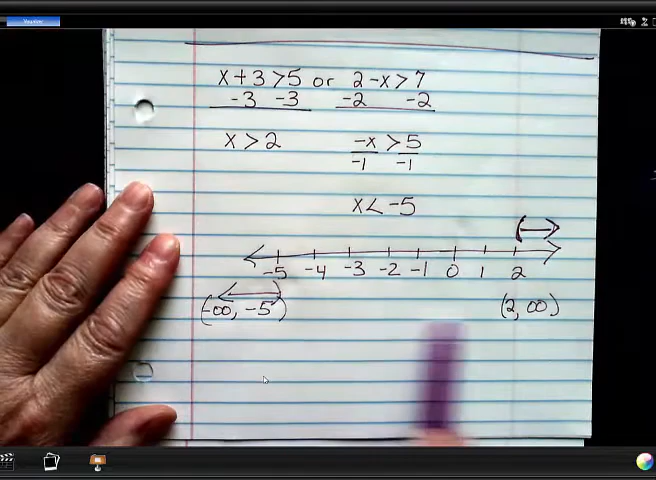 x+3>5 or 2-x>7
-3 -3 -2 -2
x>2 -x>5
-1 -1
x<-5
-5 -4 -3 -2 -1 0 1 2
(-∞, -5) (2, ∞)